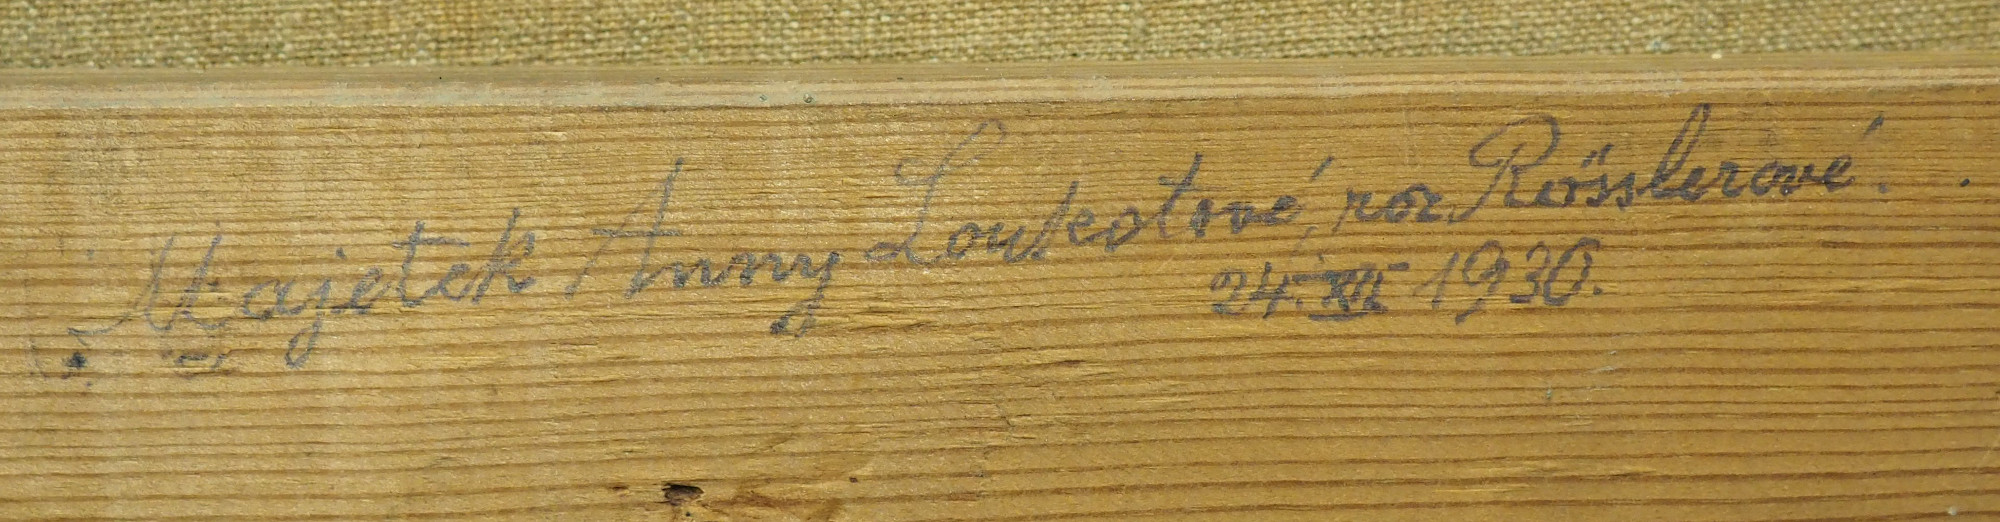 Majetek Anny Loukotové, roz. Rösslerové.
24. XII 1930.